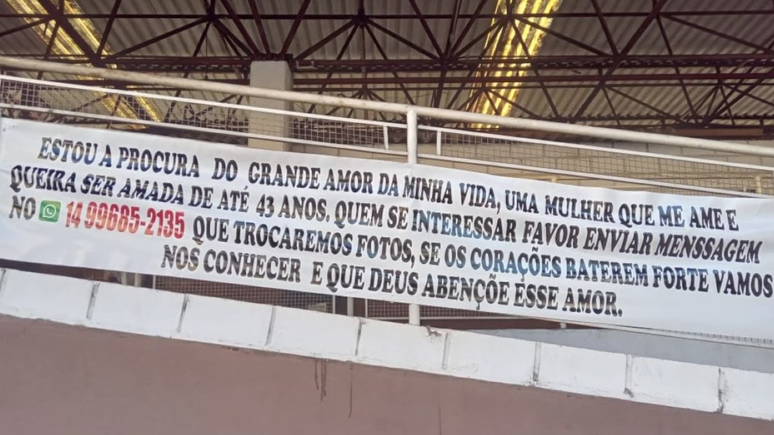 ESTOU A PROCURA DO GRANDE AMOR DA MINHA VIDA, UMA MULHER QUE ME AME E
QUEIRA SER AMADA DE ATÉ 43 ANOS. QUEM SE INTERESSAR FAVOR ENVIAR MENSSAGEM
NO 14 99685-2195 QUE TROCAREMOS FOTOS, SE OS CORAÇÕES BATEREM FORTE VAMOS
NOS CONHECER E QUE DEUS ABENÇÕE ESSE AMOR.